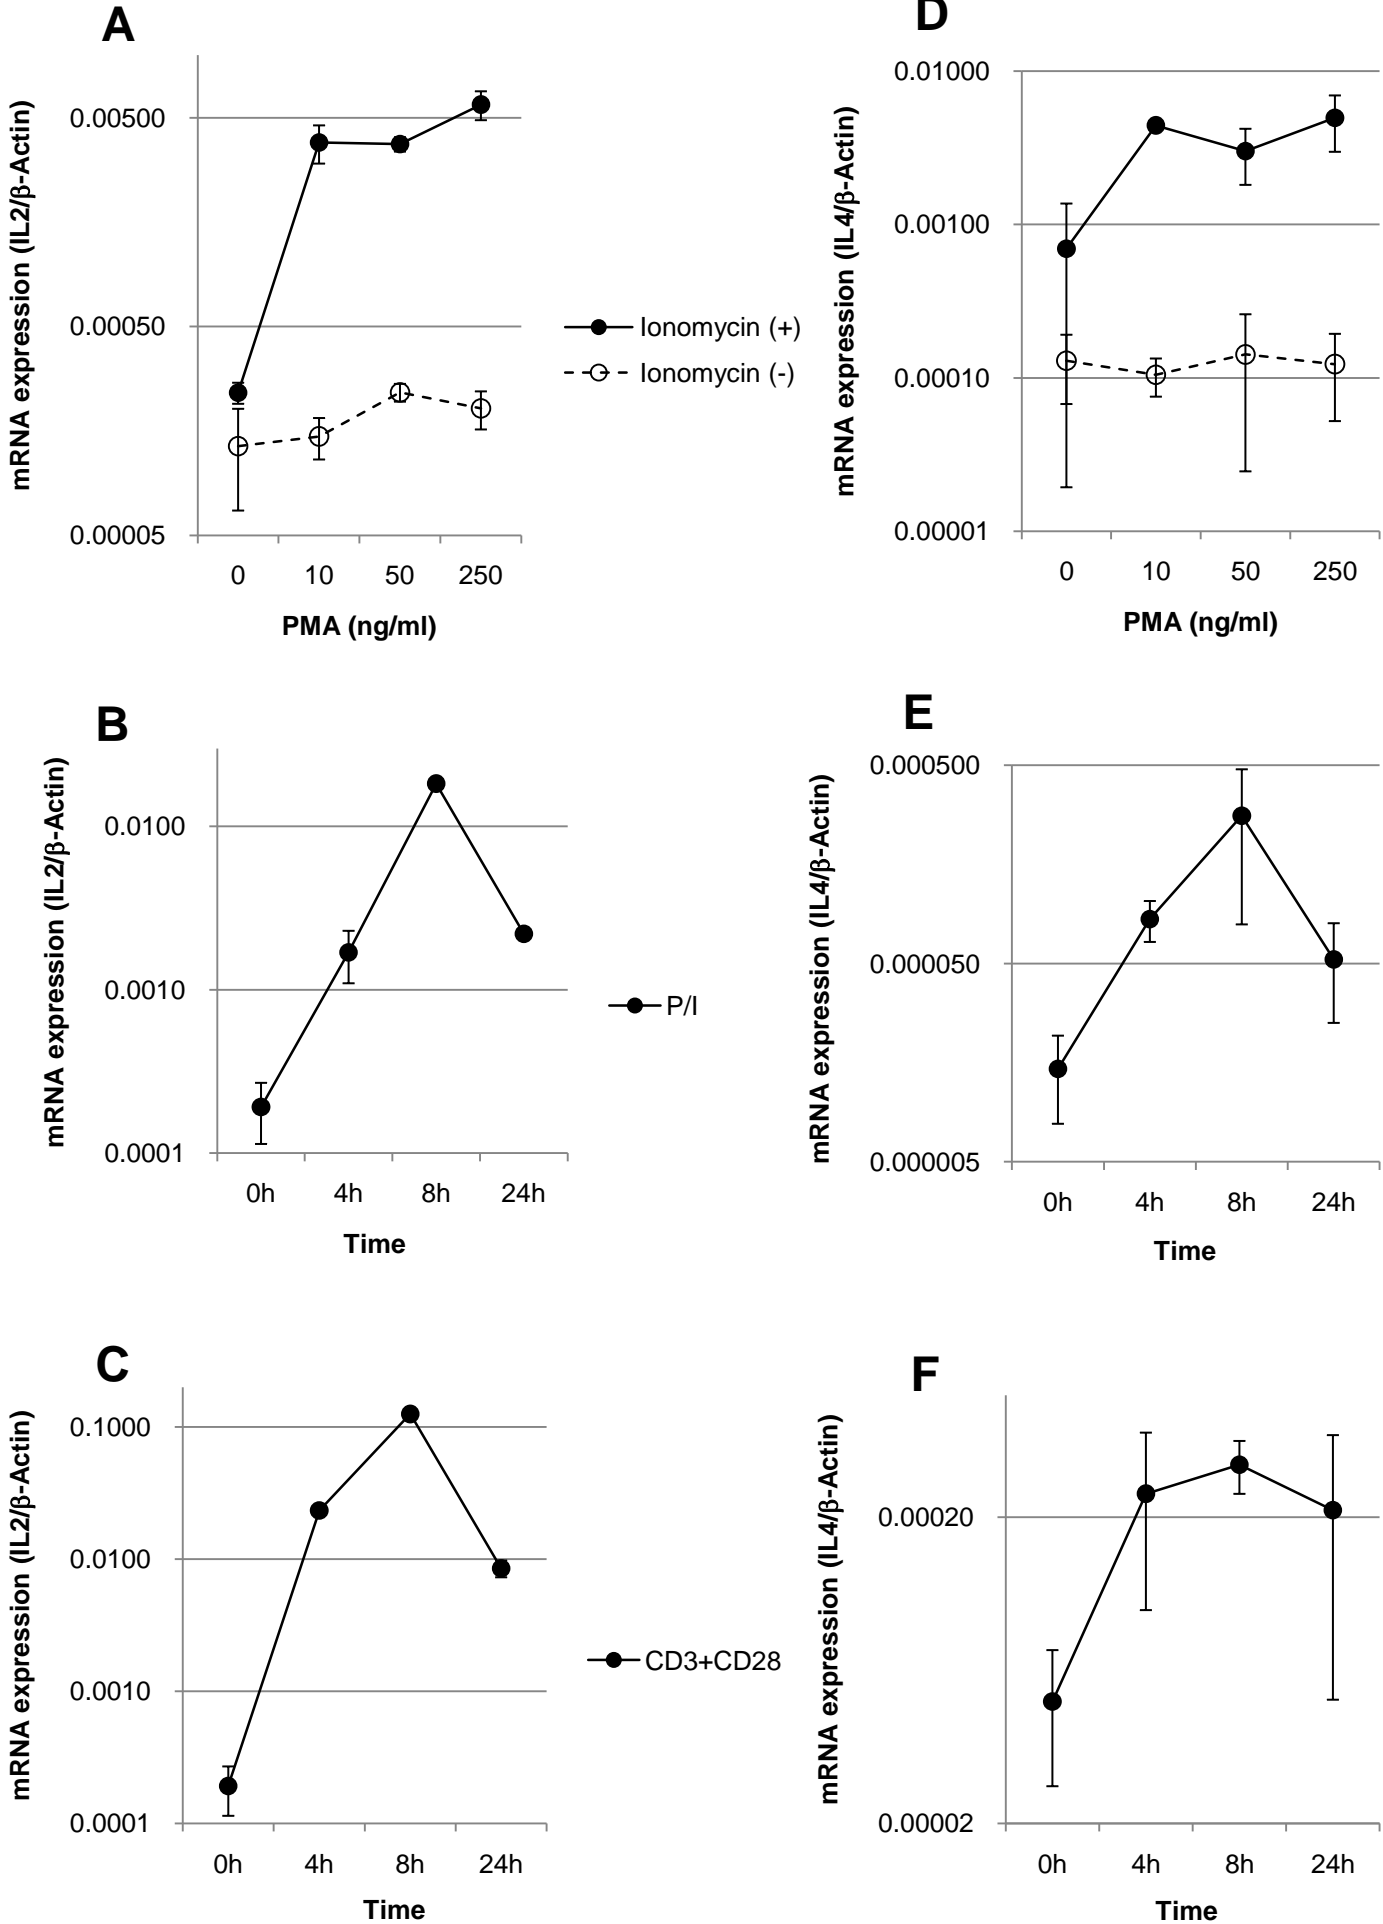 A
mRNA expression (IL2/β-Actin)
0.00500
0.00050
0.00005
0 10 50 250
PMA (ng/ml)
Ionomycin (+)
Ionomycin (-)
D
mRNA expression (IL4/β-Actin)
0.01000
0.00100
0.00010
0.00001
0 10 50 250
PMA (ng/ml)
B
mRNA expression (IL2/β-Actin)
0.0100
0.0010
0.0001
0h 4h 8h 24h
Time
P/I
E
mRNA expression (IL4/β-Actin)
0.000500
0.000050
0.000005
0h 4h 8h 24h
Time
C
mRNA expression (IL2/β-Actin)
0.1000
0.0100
0.0010
0.0001
0h 4h 8h 24h
Time
CD3+CD28
F
mRNA expression (IL4/β-Actin)
0.00020
0.00002
0h 4h 8h 24h
Time